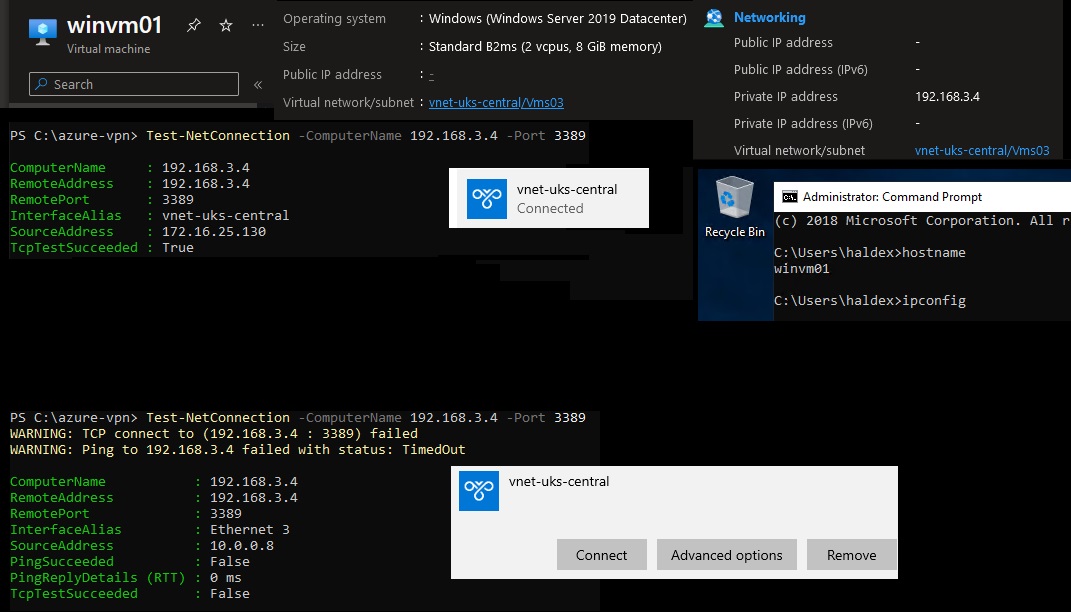 winvm01
Virtual machine
Search
Operating system : Windows (Windows Server 2019 Datacenter)
Size : Standard B2ms (2 vcpus, 8 GiB memory)
Public IP address : -
Virtual network/subnet : vnet-uks-central/Vms03
Networking
Public IP address -
Public IP address (IPv6) -
Private IP address 192.168.3.4
Private IP address (IPv6) -
Virtual network/subnet vnet-uks-central/Vms03
PS C:\azure-vpn> Test-NetConnection -ComputerName 192.168.3.4 -Port 3389
ComputerName : 192.168.3.4
RemoteAddress : 192.168.3.4
RemotePort : 3389
InterfaceAlias : vnet-uks-central
SourceAddress : 172.16.25.130
TcpTestSucceeded : True
vnet-uks-central
Connected
Recycle Bin
Administrator: Command Prompt
(c) 2018 Microsoft Corporation. All r
C:\Users\haldex>hostname
winvm01
C:\Users\haldex>ipconfig
PS C:\azure-vpn> Test-NetConnection -ComputerName 192.168.3.4 -Port 3389
WARNING: TCP connect to (192.168.3.4 : 3389) failed
WARNING: Ping to 192.168.3.4 failed with status: TimedOut
ComputerName : 192.168.3.4
RemoteAddress : 192.168.3.4
RemotePort : 3389
InterfaceAlias : Ethernet 3
SourceAddress : 10.0.0.8
PingSucceeded : False
PingReplyDetails (RTT) : 0 ms
TcpTestSucceeded : False
vnet-uks-central
Connect
Advanced options
Remove